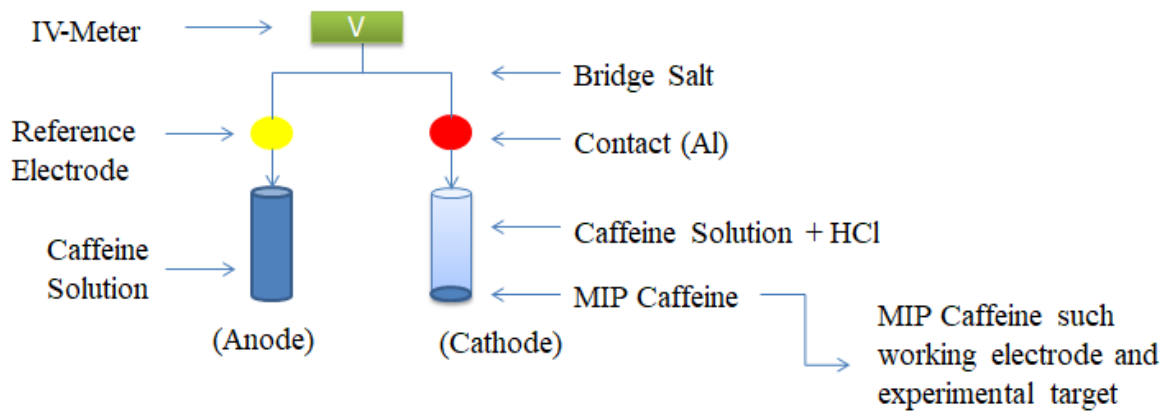 IV-Meter
V
Bridge Salt
Reference
Electrode
Contact (Al)
Caffeine
Solution
Caffeine Solution + HCl
MIP Caffeine
(Anode)
(Cathode)
MIP Caffeine such
working electrode and
experimental target